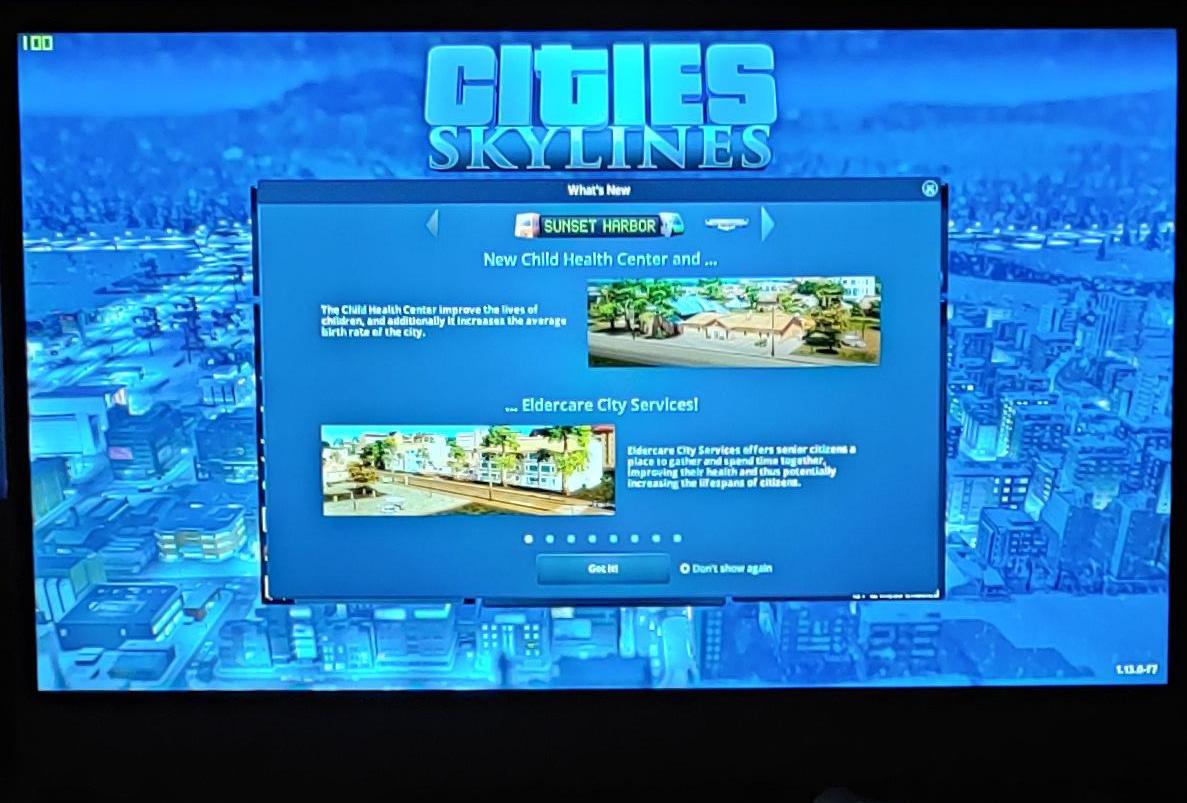 100
CITIES
SKYLINES
What's New
SUNSET HARBOR
New Child Health Center and ...
The Child Health Center improve the lives of
children, and additionally it increases the average
birth rate of the city.
... Eldercare City Services!
Eldercare City Services offers senior citizens a
place to gather and spend time together,
improving their health and thus potentially
increasing the lifespans of citizens.
Got it!
Don't show again
1.13.0-f7